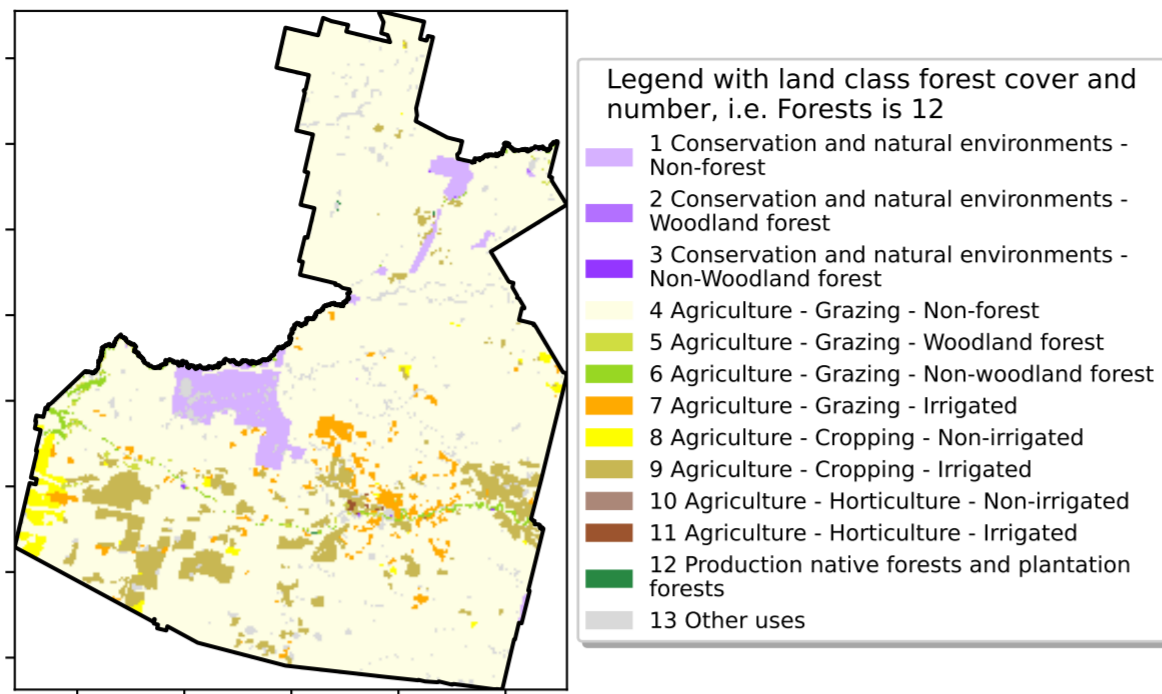 Legend with land class forest cover and
number, i.e. Forests is 12
1 Conservation and natural environments -
Non-forest
2 Conservation and natural environments -
Woodland forest
3 Conservation and natural environments -
Non-Woodland forest
4 Agriculture - Grazing - Non-forest
5 Agriculture - Grazing - Woodland forest
6 Agriculture - Grazing - Non-woodland forest
7 Agriculture - Grazing - Irrigated
8 Agriculture - Cropping - Non-irrigated
9 Agriculture - Cropping - Irrigated
10 Agriculture - Horticulture - Non-irrigated
11 Agriculture - Horticulture - Irrigated
12 Production native forests and plantation
forests
13 Other uses